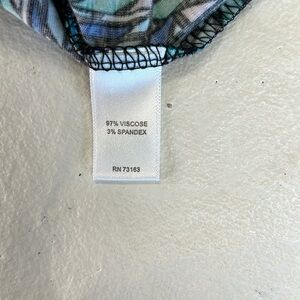 97% VISCOSE
3% SPANDEX
RN 73163